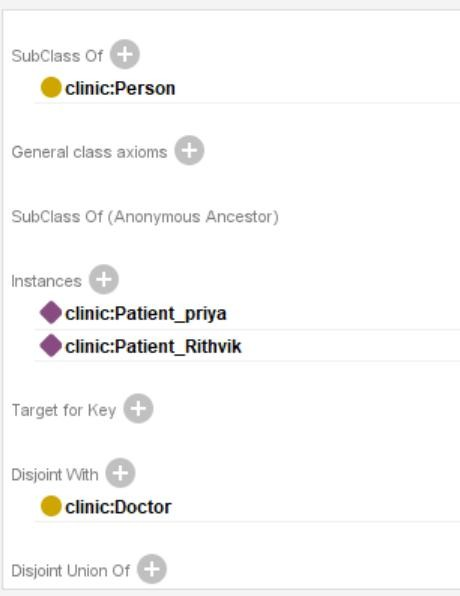 SubClass Of
clinic:Person
General class axioms
SubClass Of (Anonymous Ancestor)
Instances
clinic:Patient_priya
clinic:Patient_Rithvik
Target for Key
Disjoint With
clinic:Doctor
Disjoint Union Of